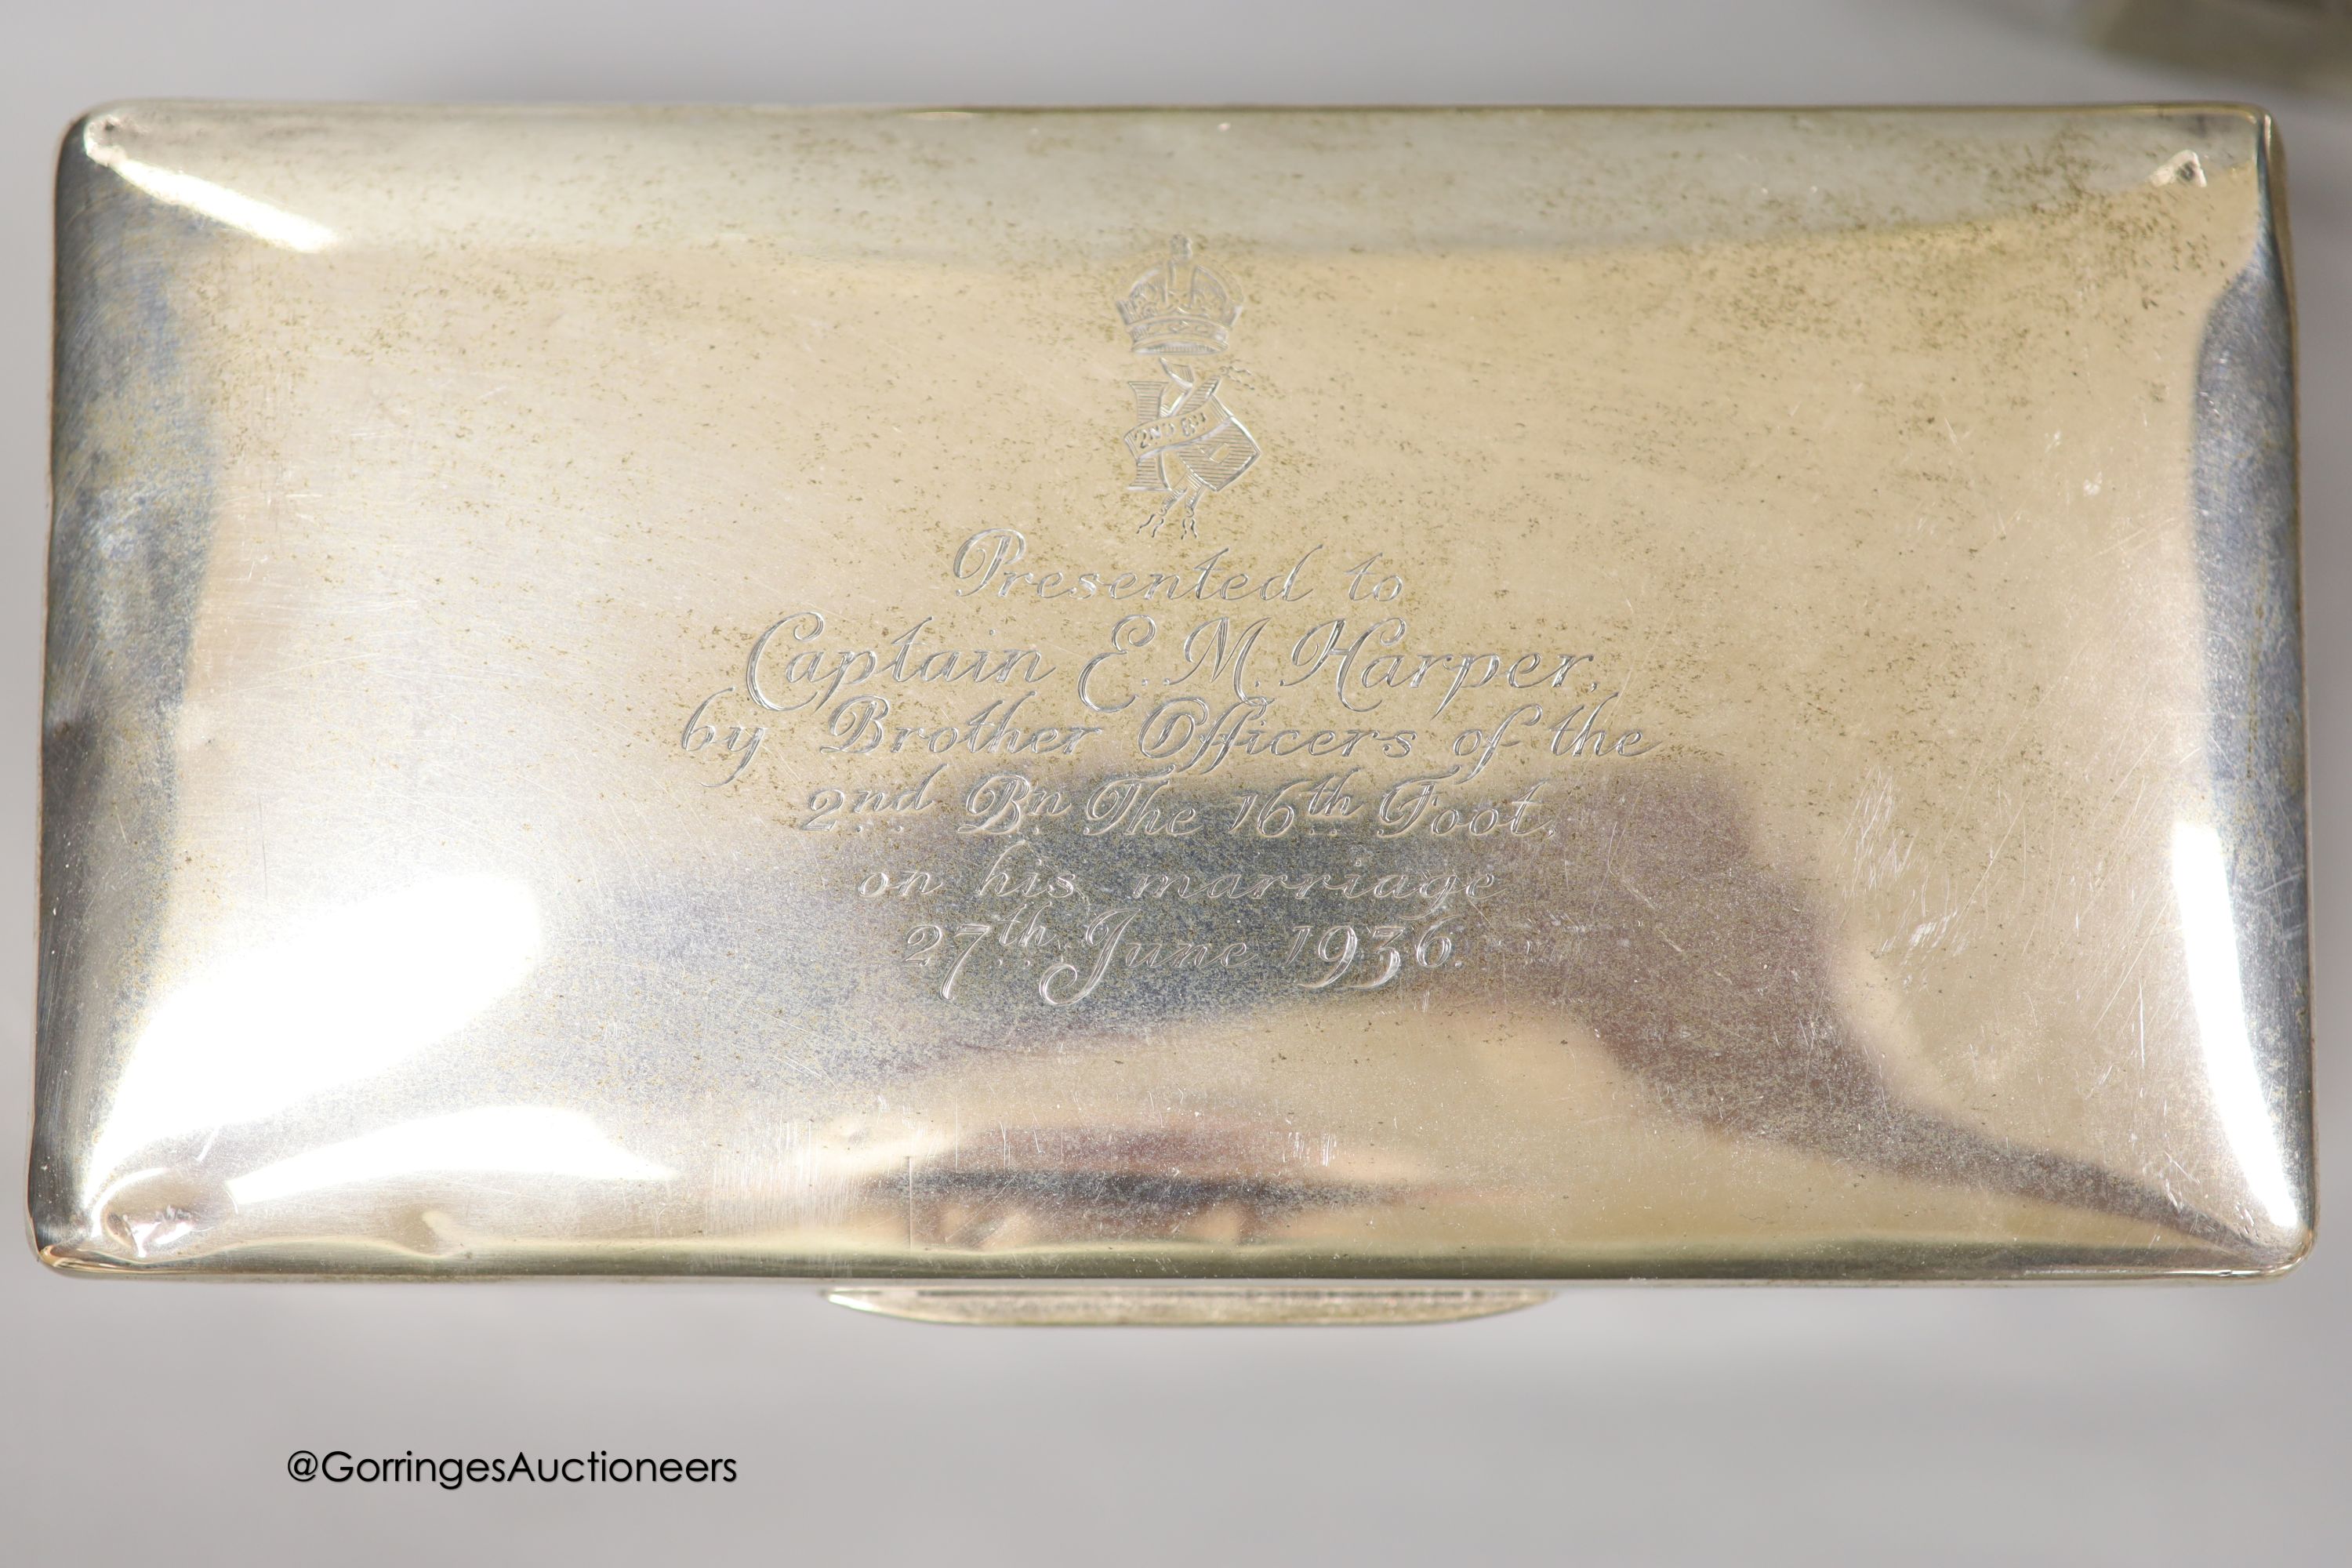 2ND BN
Presented to
Captain E. M. Harper,
by Brother Officers of the
2nd Bn The 16th Foot,
on his marriage
27th June 1936.
@GorringesAuctioneers